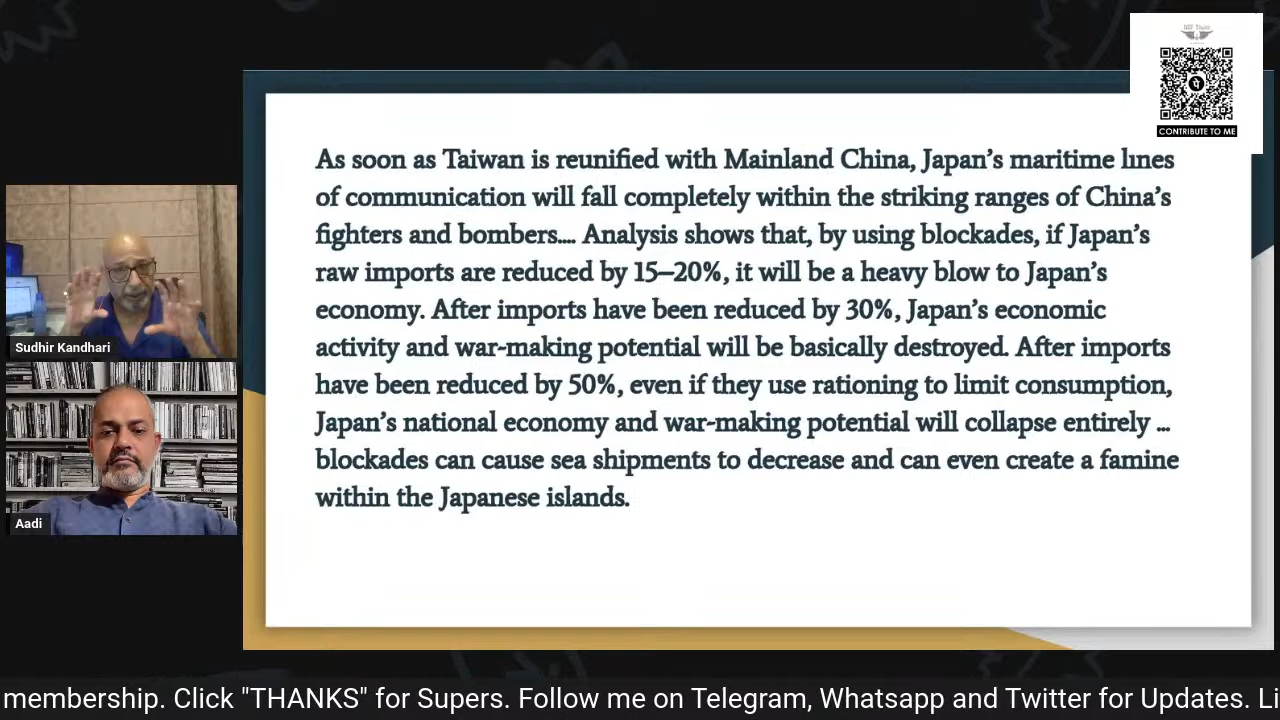 CONTRIBUTE TO ME
As soon as Taiwan is reunified with Mainland China, Japan's maritime lines
of communication will fall completely within the striking ranges of China's
fighters and bombers.... Analysis shows that, by using blockades, if Japan's
raw imports are reduced by 15–20%, it will be a heavy blow to Japan's
economy. After imports have been reduced by 30%, Japan's economic
activity and war-making potential will be basically destroyed. After imports
have been reduced by 50%, even if they use rationing to limit consumption,
Japan's national economy and war-making potential will collapse entirely ...
blockades can cause sea shipments to decrease and can even create a famine
within the Japanese islands.
Sudhir Kandhari
Aadi
membership. Click "THANKS" for Supers. Follow me on Telegram, Whatsapp and Twitter for Updates. Li